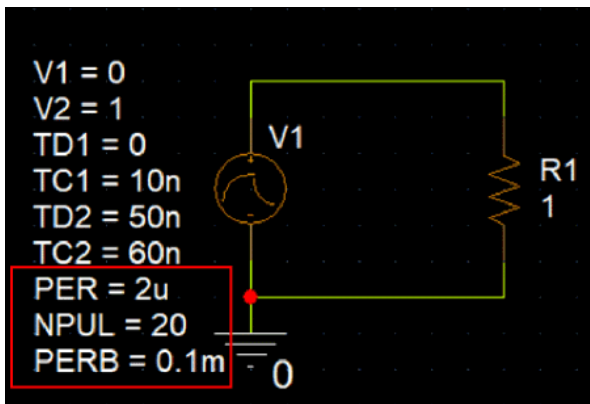 V1 = 0
V2 = 1
TD1 = 0
TC1 = 10n
TD2 = 50n
TC2 = 60n
PER = 2u
NPUL = 20
PERB = 0.1m
V1
R1
1
0